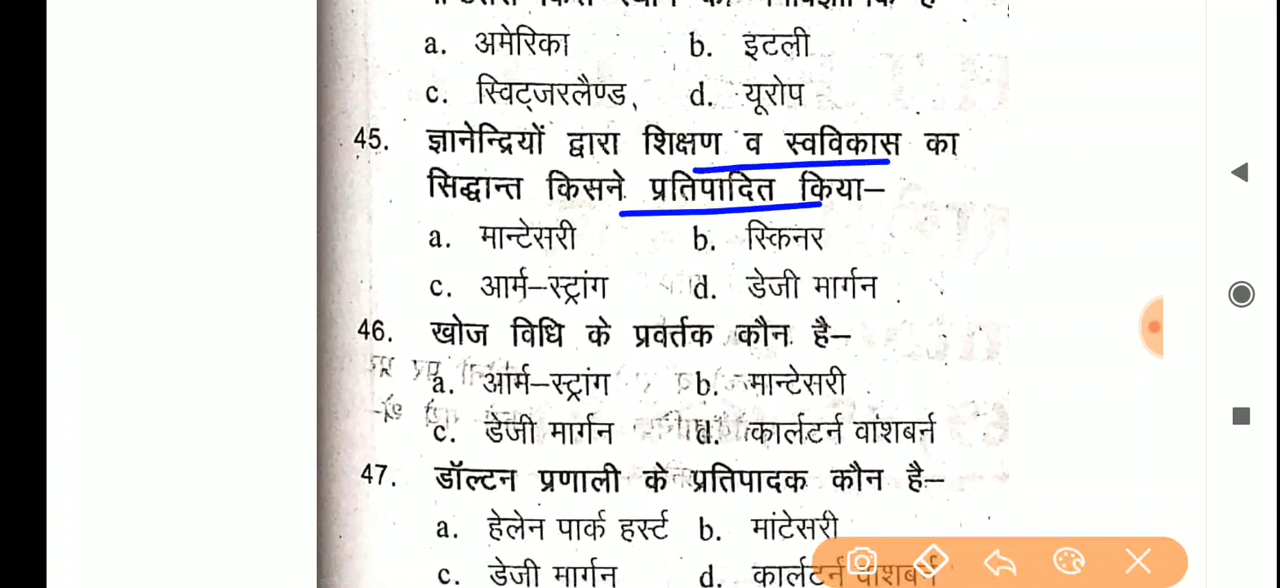 a. अमेरिका b. इटली
c. स्विट्जरलैण्ड, d. यूरोप
45. ज्ञानेन्द्रियों द्वारा शिक्षण व स्वविकास का
सिद्धान्त किसने प्रतिपादित किया–
a. मान्टेसरी b. स्किनर
c. आर्म–स्ट्रांग d. डेजी मार्गन
46. खोज विधि के प्रवर्तक कौन है–
a. आर्म–स्ट्रांग b. मान्टेसरी
c. डेजी मार्गन d. कार्लटर्न वांशबर्न
47. डॉल्टन प्रणाली के प्रतिपादक कौन है–
a. हेलेन पार्क हर्स्ट b. मांटेसरी
c. डेजी मार्गन d. कार्लटर्न वांशबर्न